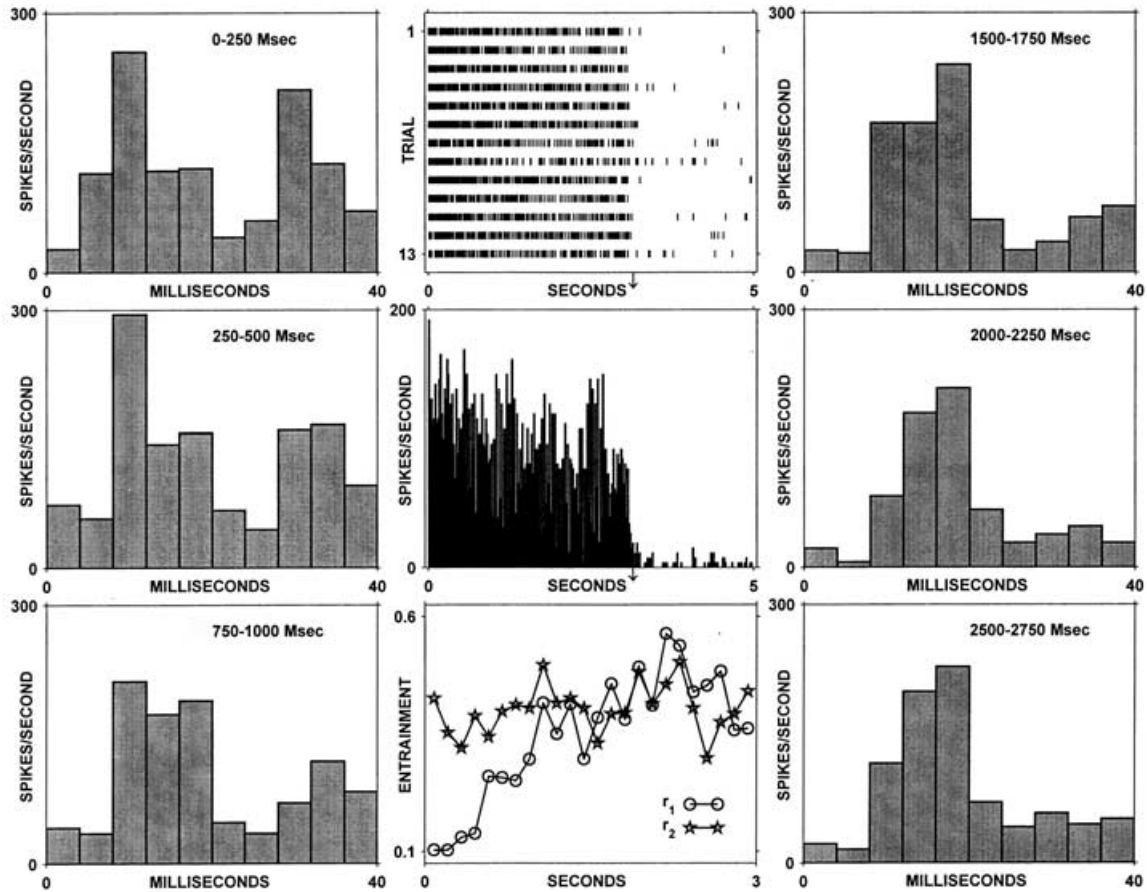 300
0-250 Msec
SPIKES/SECOND
0
0
MILLISECONDS
40
1
TRIAL
13
0
SECONDS
5
300
1500-1750 Msec
SPIKES/SECOND
0
0
MILLISECONDS
40
300
250-500 Msec
SPIKES/SECOND
0
0
MILLISECONDS
40
200
SPIKES/SECOND
0
0
SECONDS
5
300
2000-2250 Msec
SPIKES/SECOND
0
0
MILLISECONDS
40
300
750-1000 Msec
SPIKES/SECOND
0
0
MILLISECONDS
40
0.6
ENTRAINMENT
r1
r2
0.1
0
SECONDS
3
300
2500-2750 Msec
SPIKES/SECOND
0
0
MILLISECONDS
40